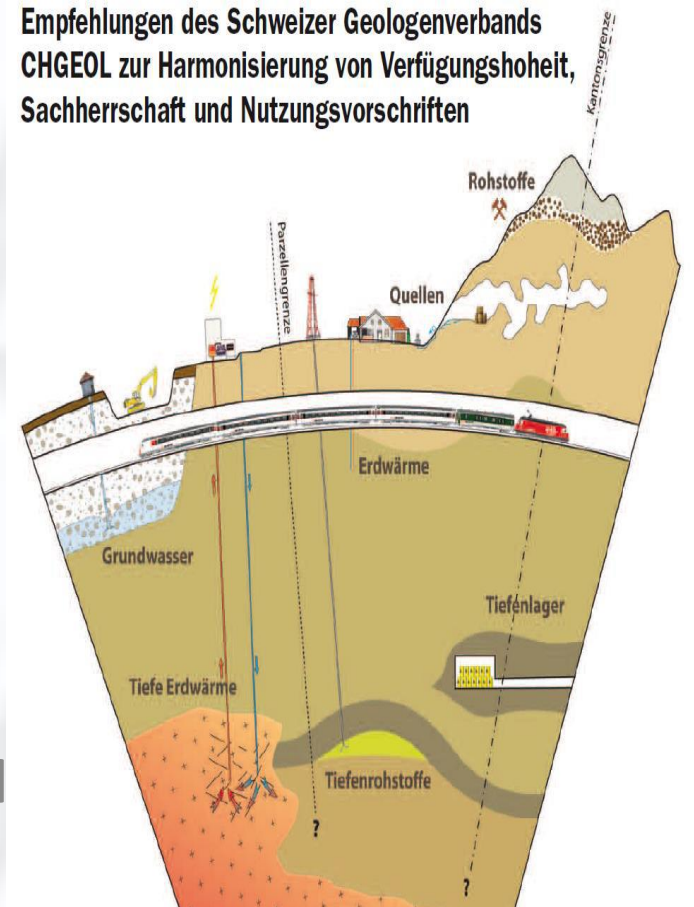 Empfehlungen des Schweizer Geologenverbands
CHGEOL zur Harmonisierung von Verfügungshoheit,
Sachherrschaft und Nutzungsvorschriften
Kantonsgrenze
Rohstoffe
Parzellengrenze
Quellen
Erdwärme
Grundwasser
Tiefenlager
Tiefe Erdwärme
Tiefenrohstoffe
?
?